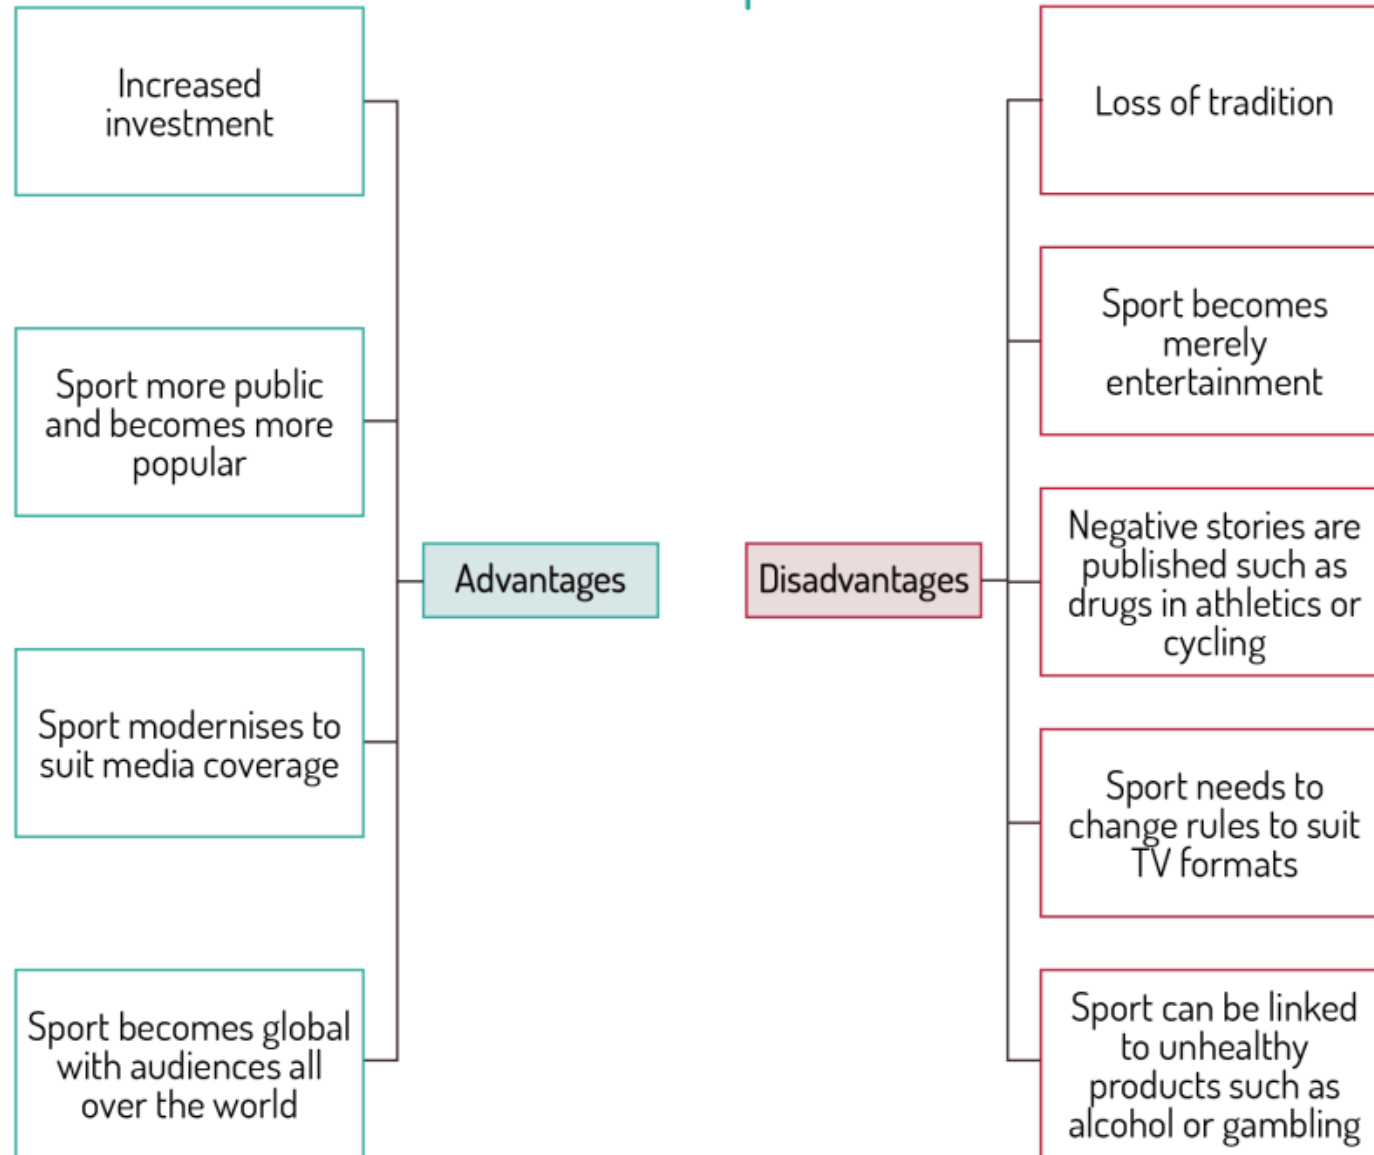 Increased
investment
Sport more public
and becomes more
popular
Sport modernises to
suit media coverage
Sport becomes global
with audiences all
over the world
Advantages
Disadvantages
Loss of tradition
Sport becomes
merely
entertainment
Negative stories are
published such as
drugs in athletics or
cycling
Sport needs to
change rules to suit
TV formats
Sport can be linked
to unhealthy
products such as
alcohol or gambling